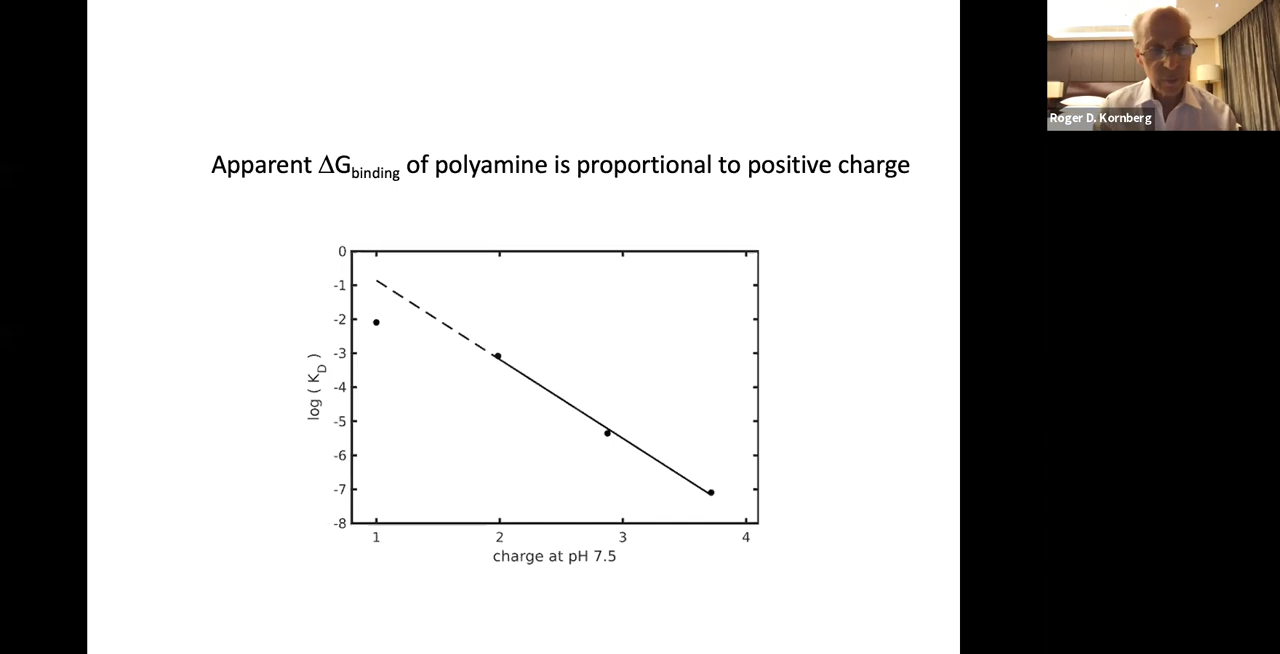 Apparent ΔGbinding of polyamine is proportional to positive charge
0
-1
-2
-3
-4
-5
-6
-7
-8
log ( KD )
1 2 3 4
charge at pH 7.5
Roger D. Kornberg